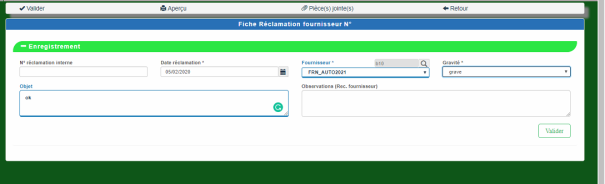 Valider
Aperçu
Pièce(s) jointe(s)
Retour
Fiche Réclamation fournisseur N°
Enregistrement
N° réclamation interne
Date réclamation *
Fournisseur *
Gravité *
05/02/2020
FRN_AUTO2021
grave
Objet
Observations (Rec. fournisseur)
ok
Valider